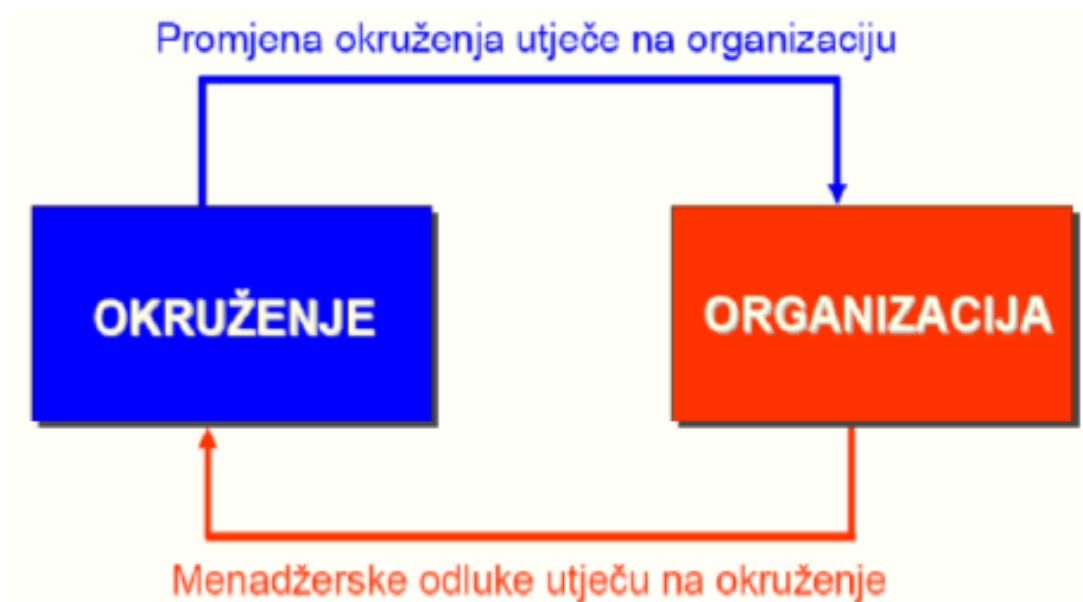 Promjena okruženja utječe na organizaciju
OKRUŽENJE
ORGANIZACIJA
Menadžerske odluke utječu na okruženje